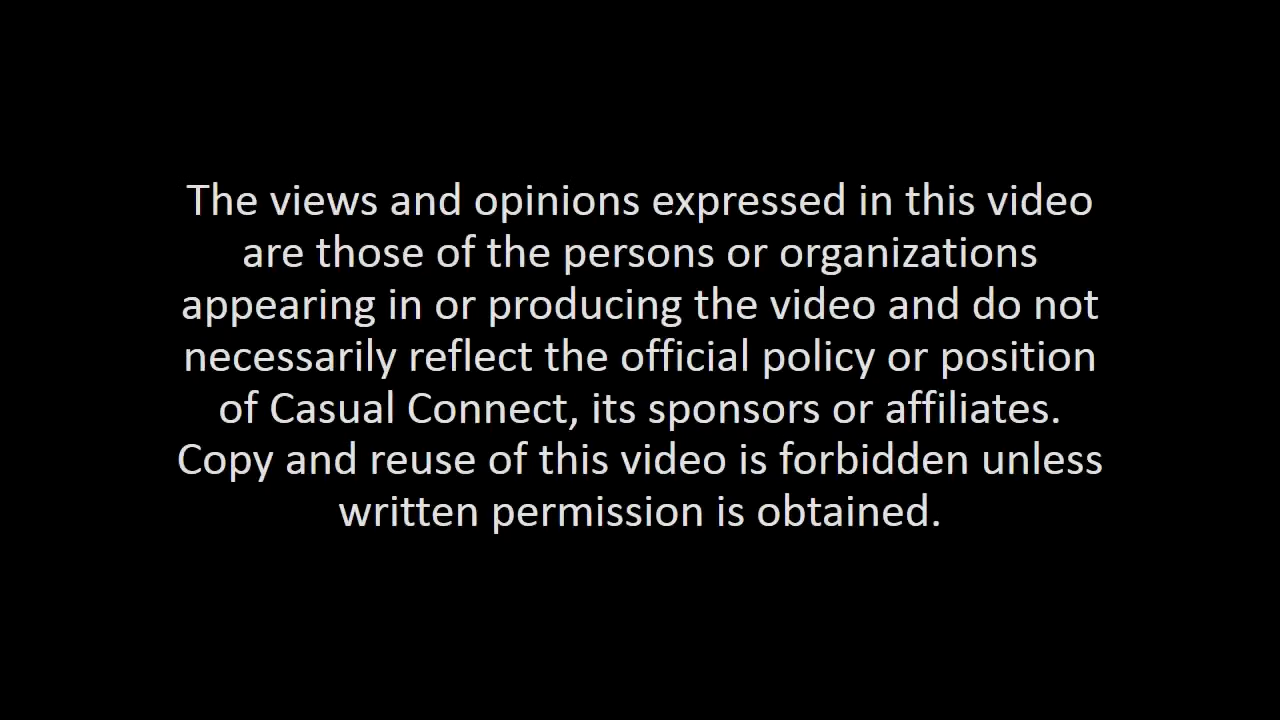 The views and opinions expressed in this video
are those of the persons or organizations
appearing in or producing the video and do not
necessarily reflect the official policy or position
of Casual Connect, its sponsors or affiliates.
Copy and reuse of this video is forbidden unless
written permission is obtained.